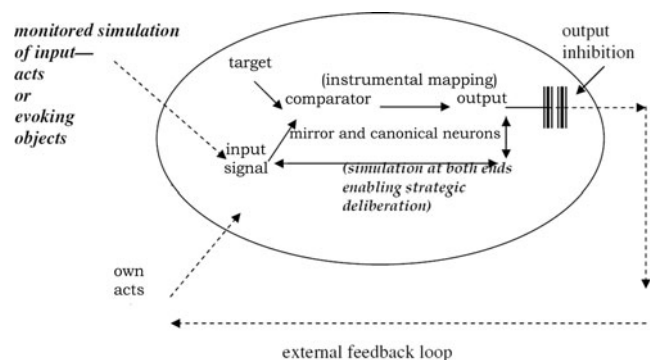 monitored simulation
of input—
acts
or
evoking
objects
output
inhibition
target
(instrumental mapping)
comparator
output
mirror and canonical neurons
input
signal
(simulation at both ends
enabling strategic
deliberation)
own
acts
external feedback loop